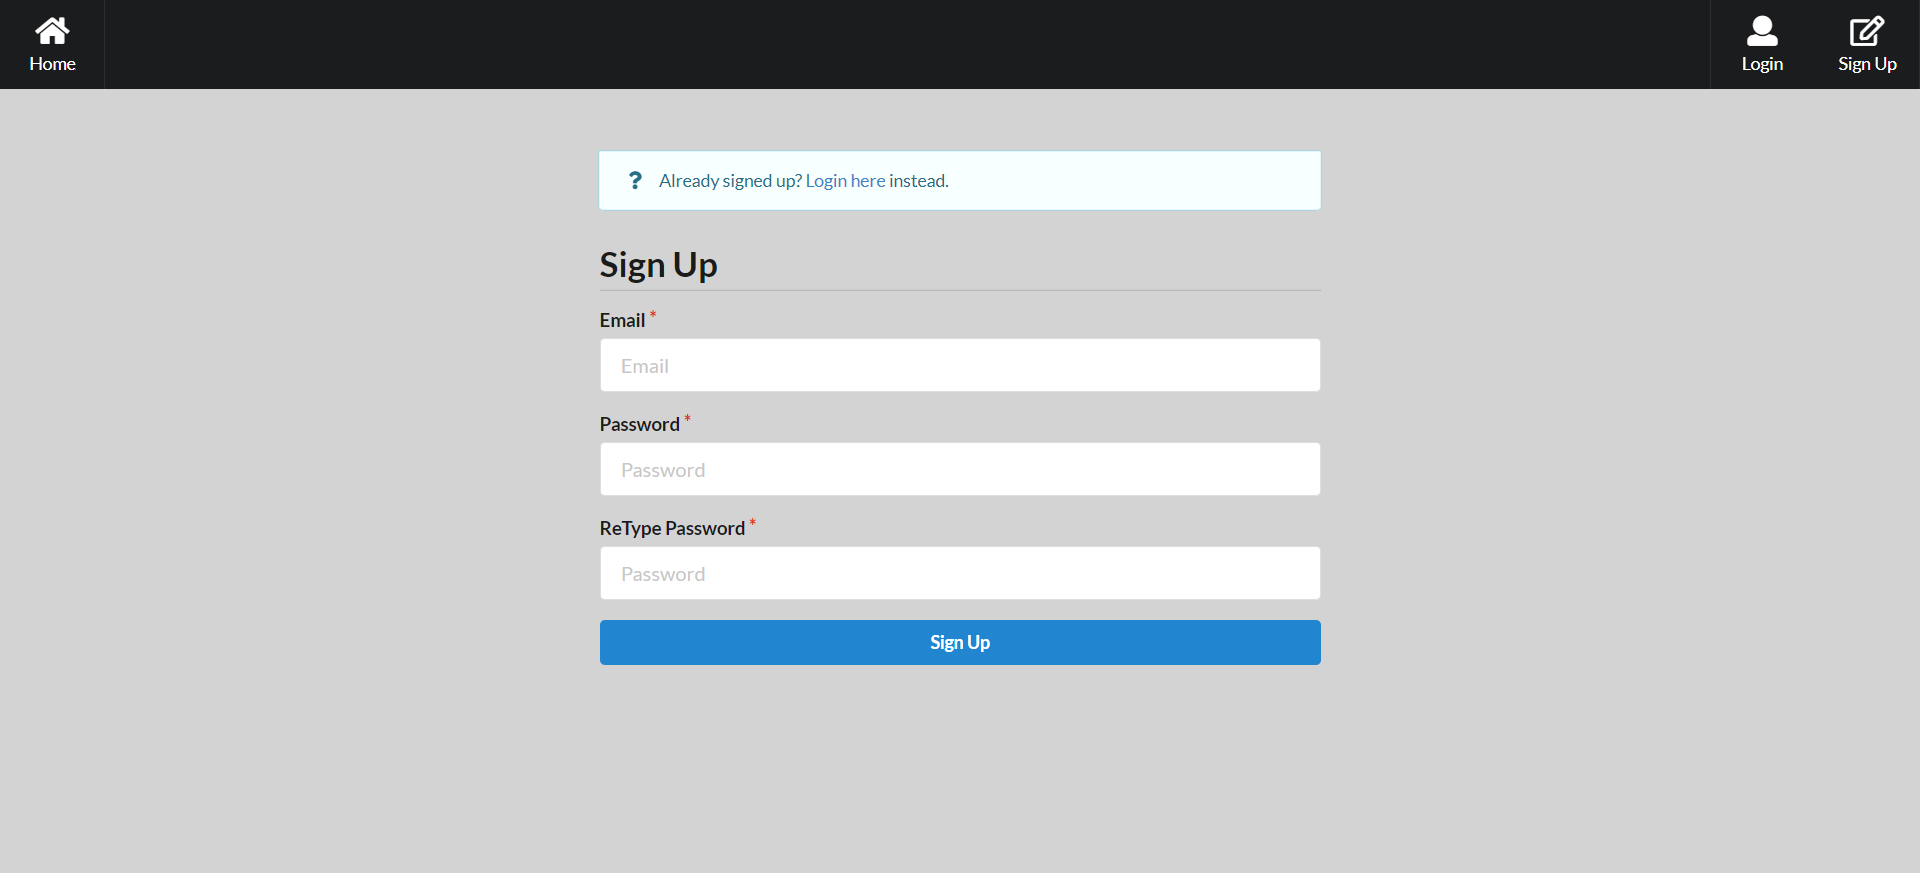 Home
Login
Sign Up
? Already signed up? Login here instead.
Sign Up
Email *
Email
Password *
Password
ReType Password *
Password
Sign Up